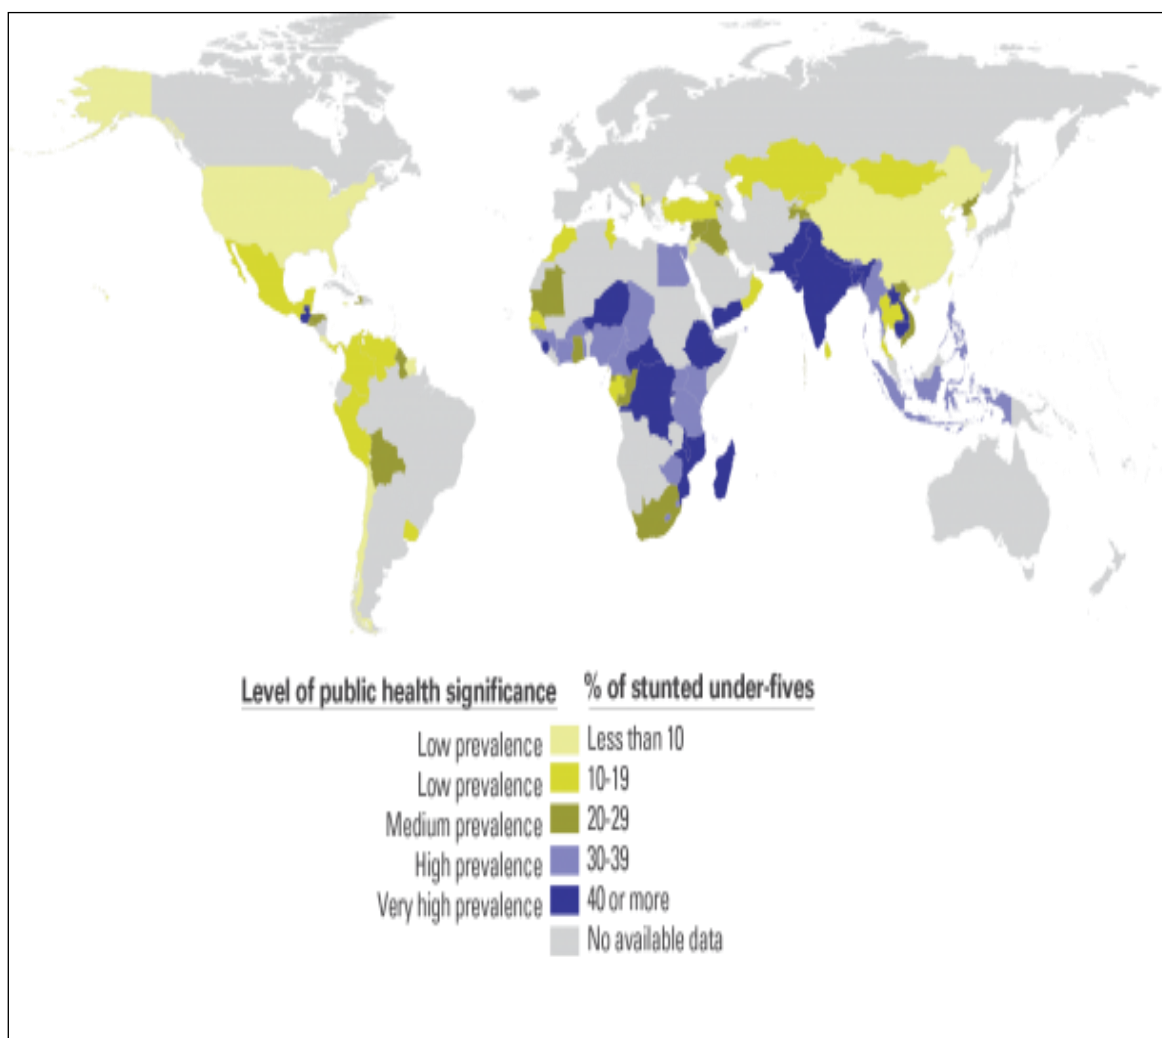 Level of public health significance % of stunted under-fives
Low prevalence Less than 10
Low prevalence 10-19
Medium prevalence 20-29
High prevalence 30-39
Very high prevalence 40 or more
No available data